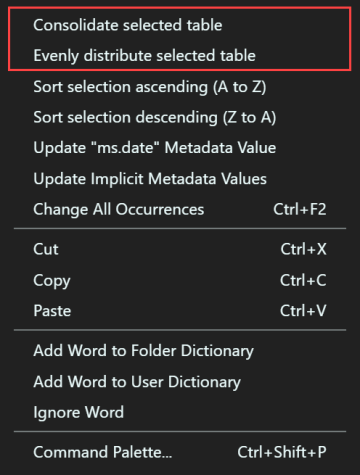 Consolidate selected table
Evenly distribute selected table
Sort selection ascending (A to Z)
Sort selection descending (Z to A)
Update "ms.date" Metadata Value
Update Implicit Metadata Values
Change All Occurrences Ctrl+F2
Cut Ctrl+X
Copy Ctrl+C
Paste Ctrl+V
Add Word to Folder Dictionary
Add Word to User Dictionary
Ignore Word
Command Palette... Ctrl+Shift+P